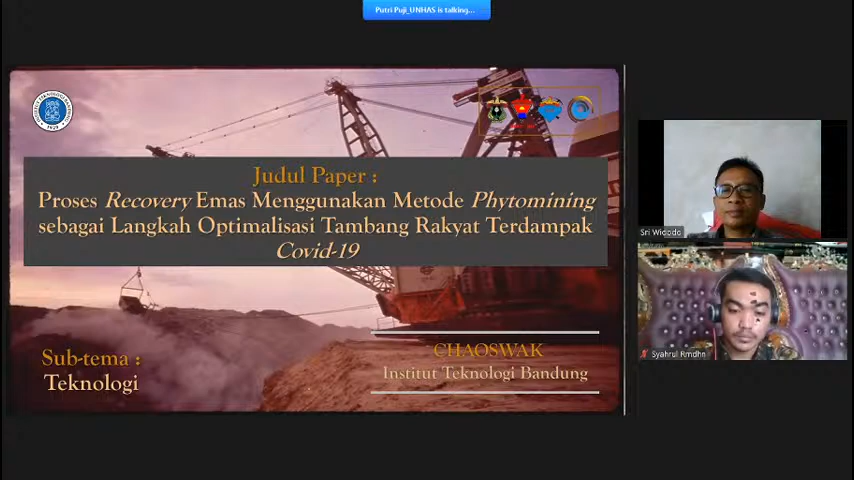 Putri Puji_UNHAS is talking...
Judul Paper :
Proses Recovery Emas Menggunakan Metode Phytomining
sebagai Langkah Optimalisasi Tambang Rakyat Terdampak
Covid-19
Sub-tema :
Teknologi
CHAOSWAK
Institut Teknologi Bandung
Sri Widodo
Syahrul Rmdhn